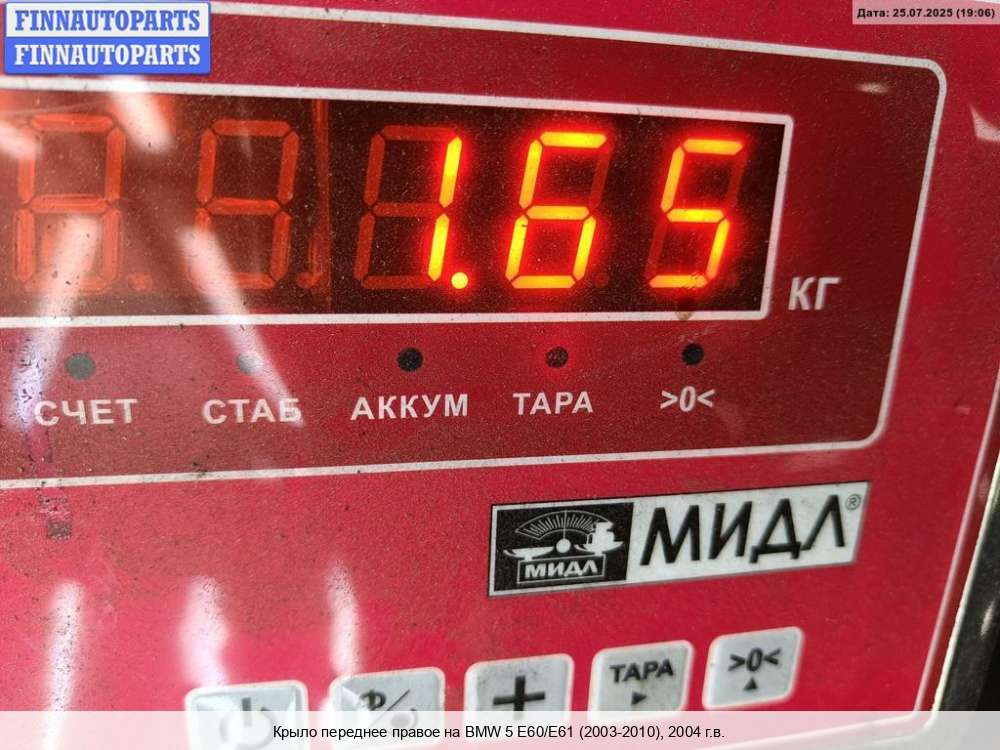 FINNAUTOPARTS
FINNAUTOPARTS
Дата: 25.07.2025 (19:06)
1.65
КГ
СЧЕТ СТАБ АККУМ ТАРА >0<
МИДЛ МИДЛ®
Ф/ + ТАРА >0<
Крыло переднее правое на BMW 5 E60/E61 (2003-2010), 2004 г.в.